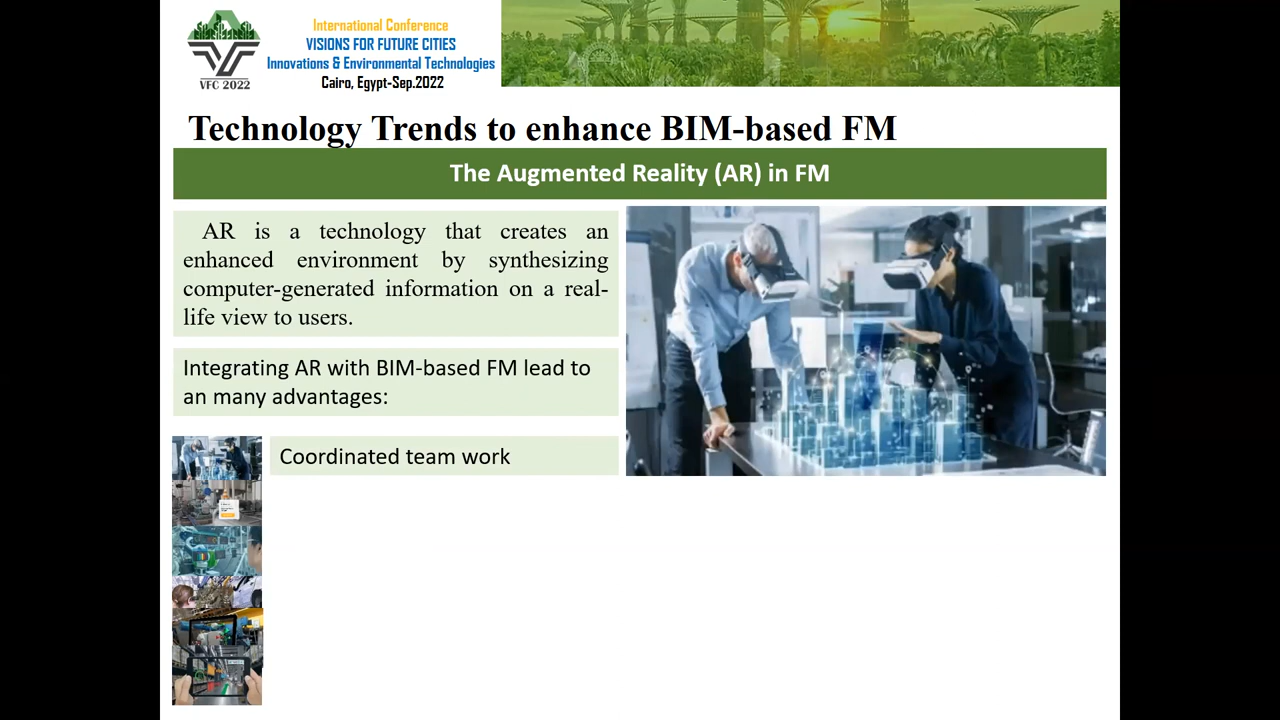 International Conference
VISIONS FOR FUTURE CITIES
Innovations & Environmental Technologies
Cairo, Egypt-Sep.2022
VFC 2022
Technology Trends to enhance BIM-based FM
The Augmented Reality (AR) in FM
AR is a technology that creates an
enhanced environment by synthesizing
computer-generated information on a real-
life view to users.
Integrating AR with BIM-based FM lead to
an many advantages:
Coordinated team work